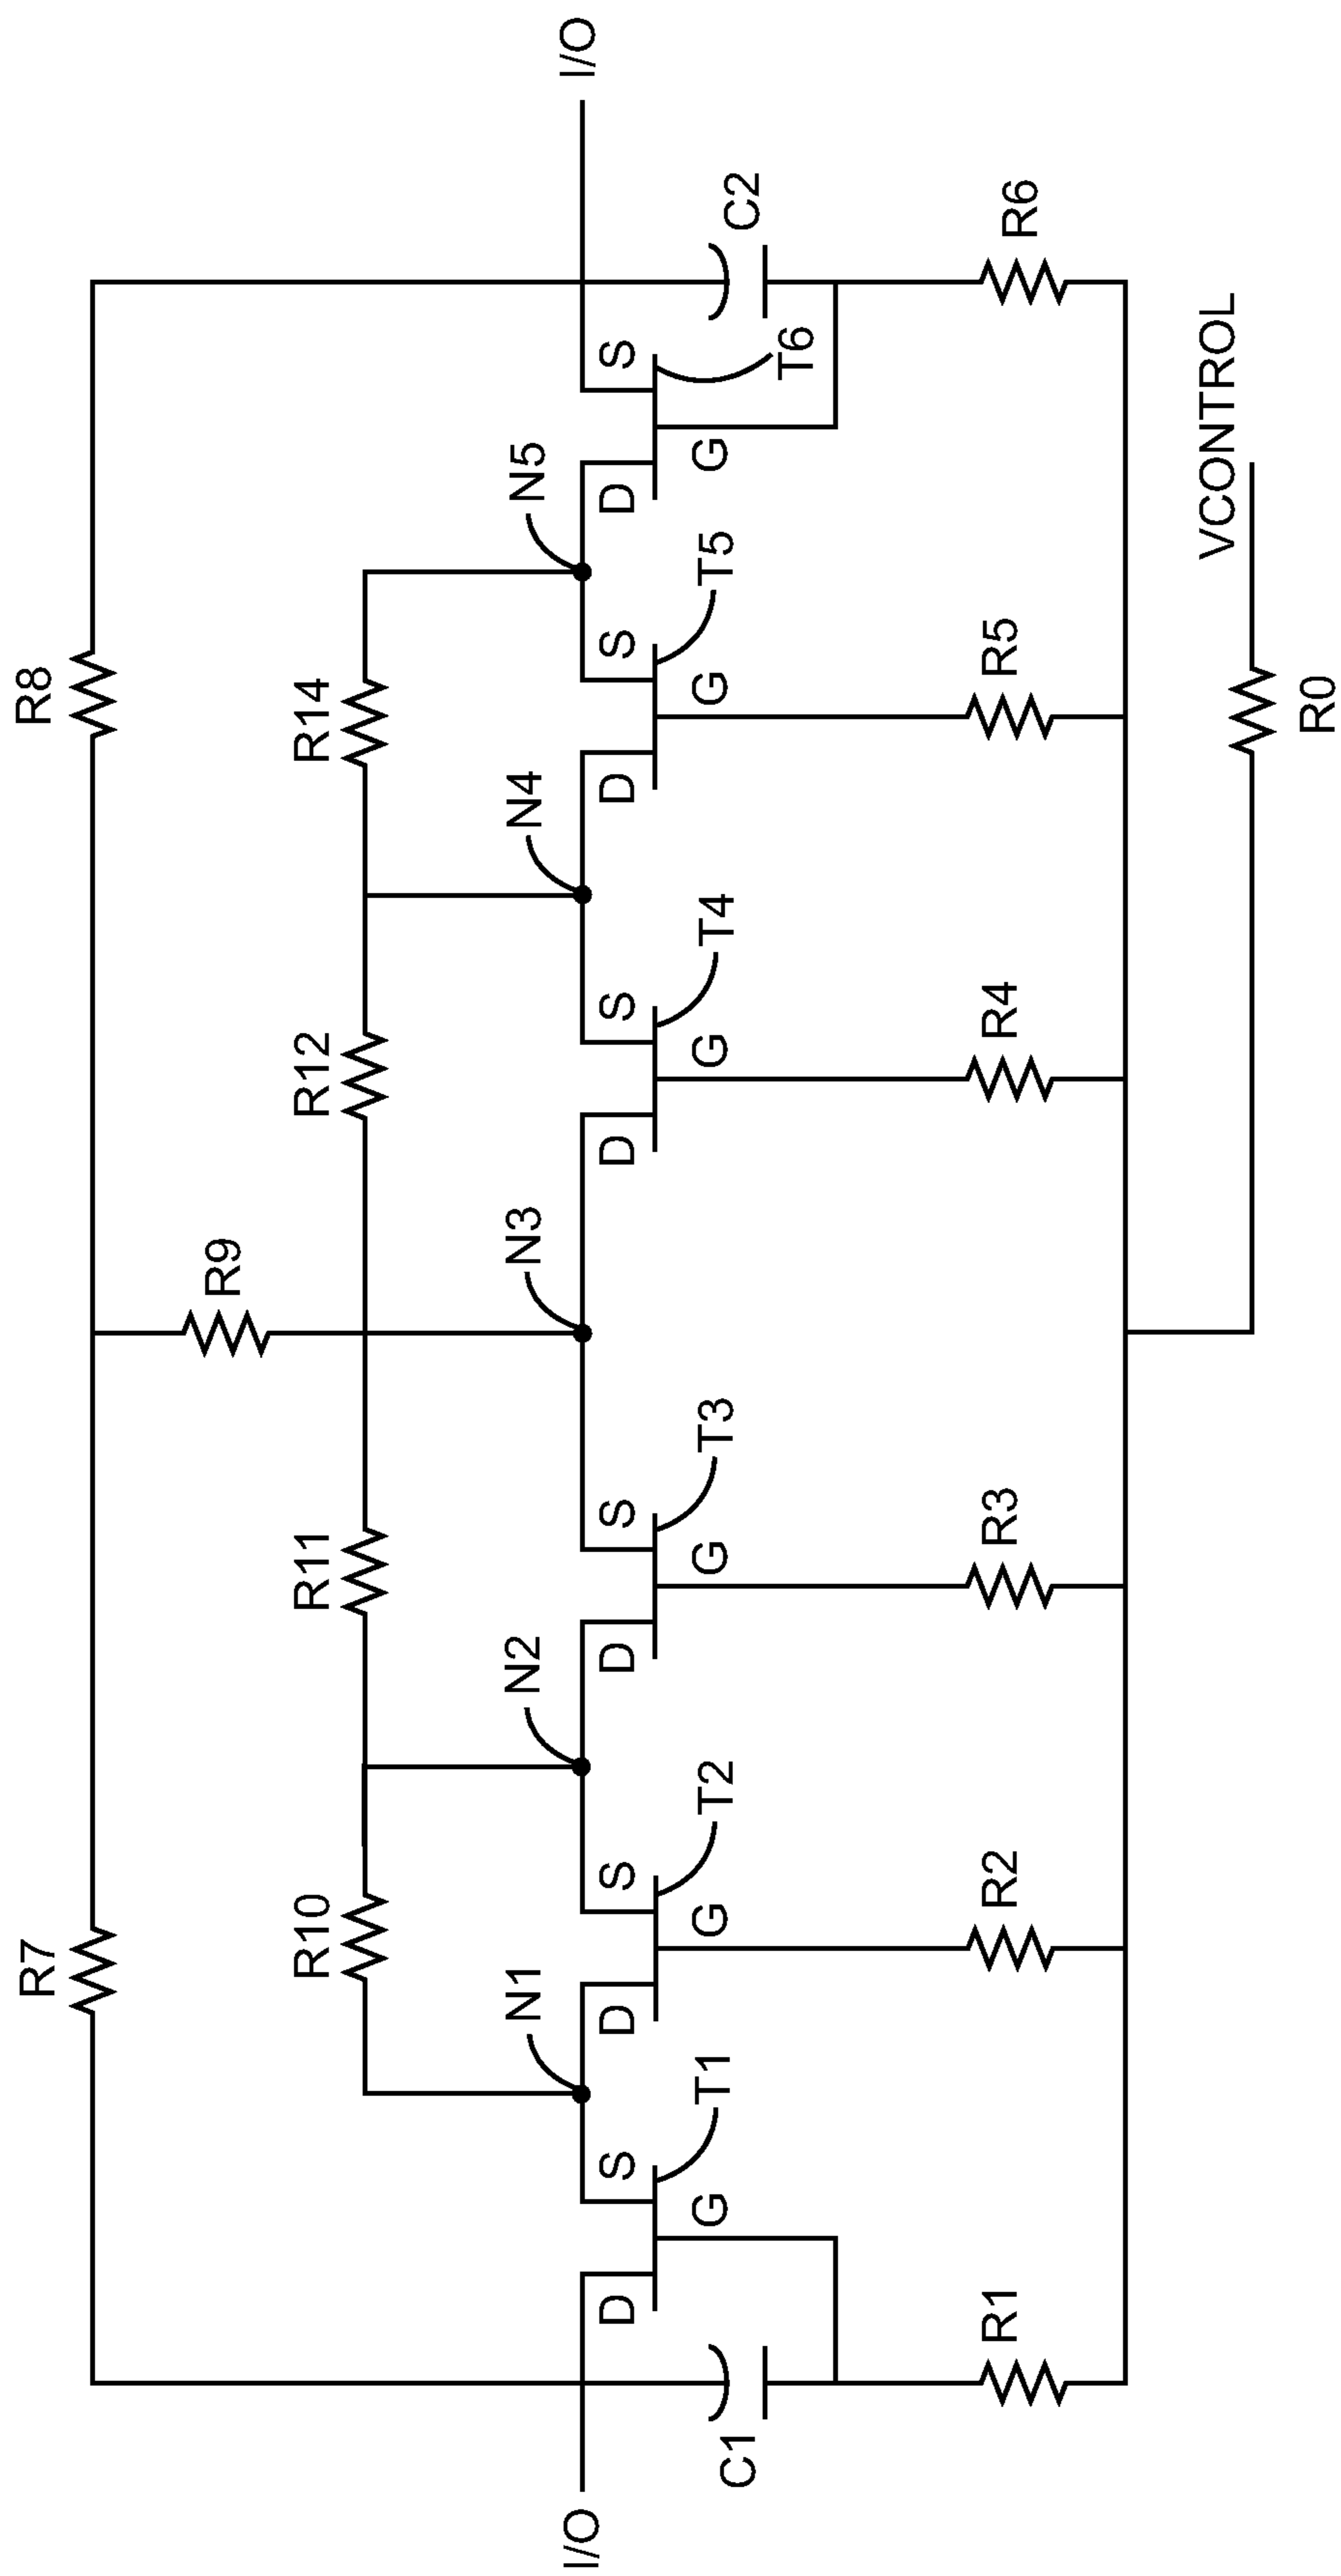 R7
R8
R9
R10
R11
R12
R14
N1
N2
N3
N4
N5
I/O
I/O
D
S
D
S
D
S
D
S
D
S
D
S
G
G
G
G
G
G
T1
T2
T3
T4
T5
T6
C1
C2
R1
R2
R3
R4
R5
R6
VCONTROL
R0